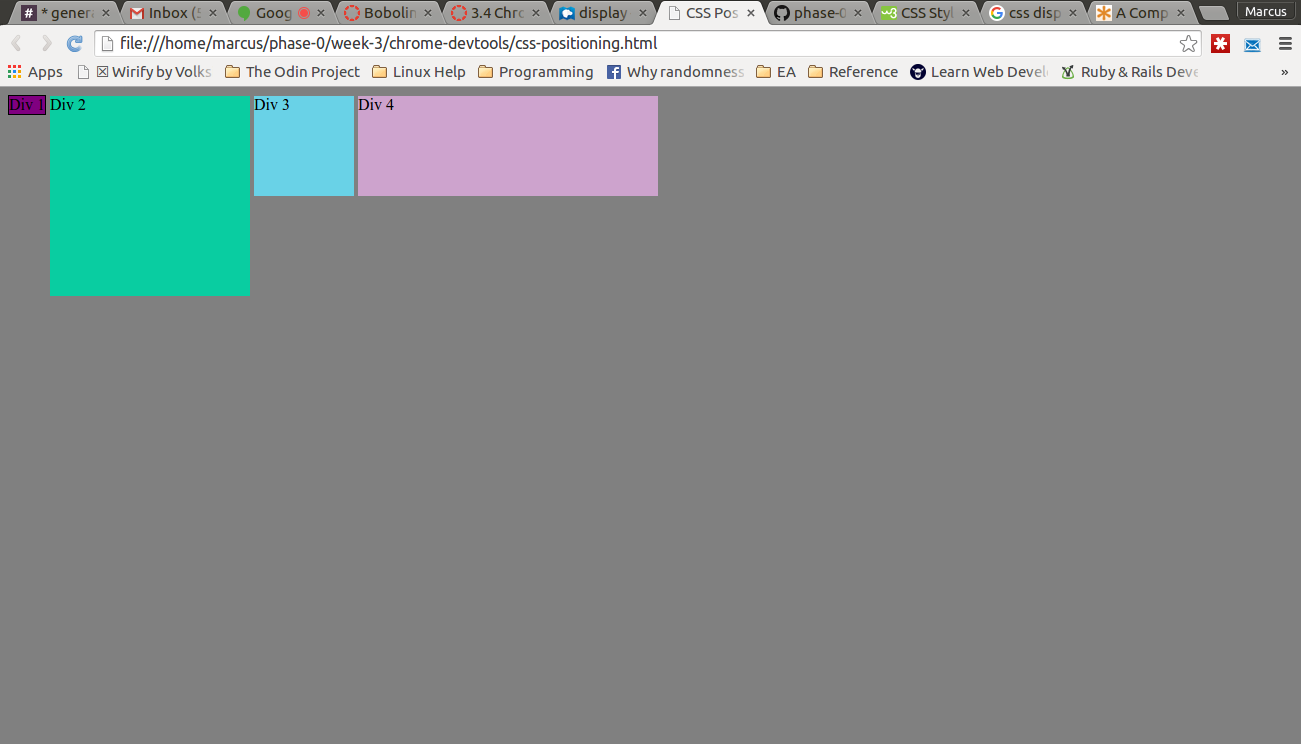 # * genera Inbox (5 Goog Bobolin 3.4 Chro display CSS Pos phase-0 CSS Styl css disp A Comp Marcus
file:///home/marcus/phase-0/week-3/chrome-devtools/css-positioning.html
Apps Wirify by Volks The Odin Project Linux Help Programming Why randomness EA Reference Learn Web Devel Ruby & Rails Deve »
Div 1 Div 2 Div 3 Div 4